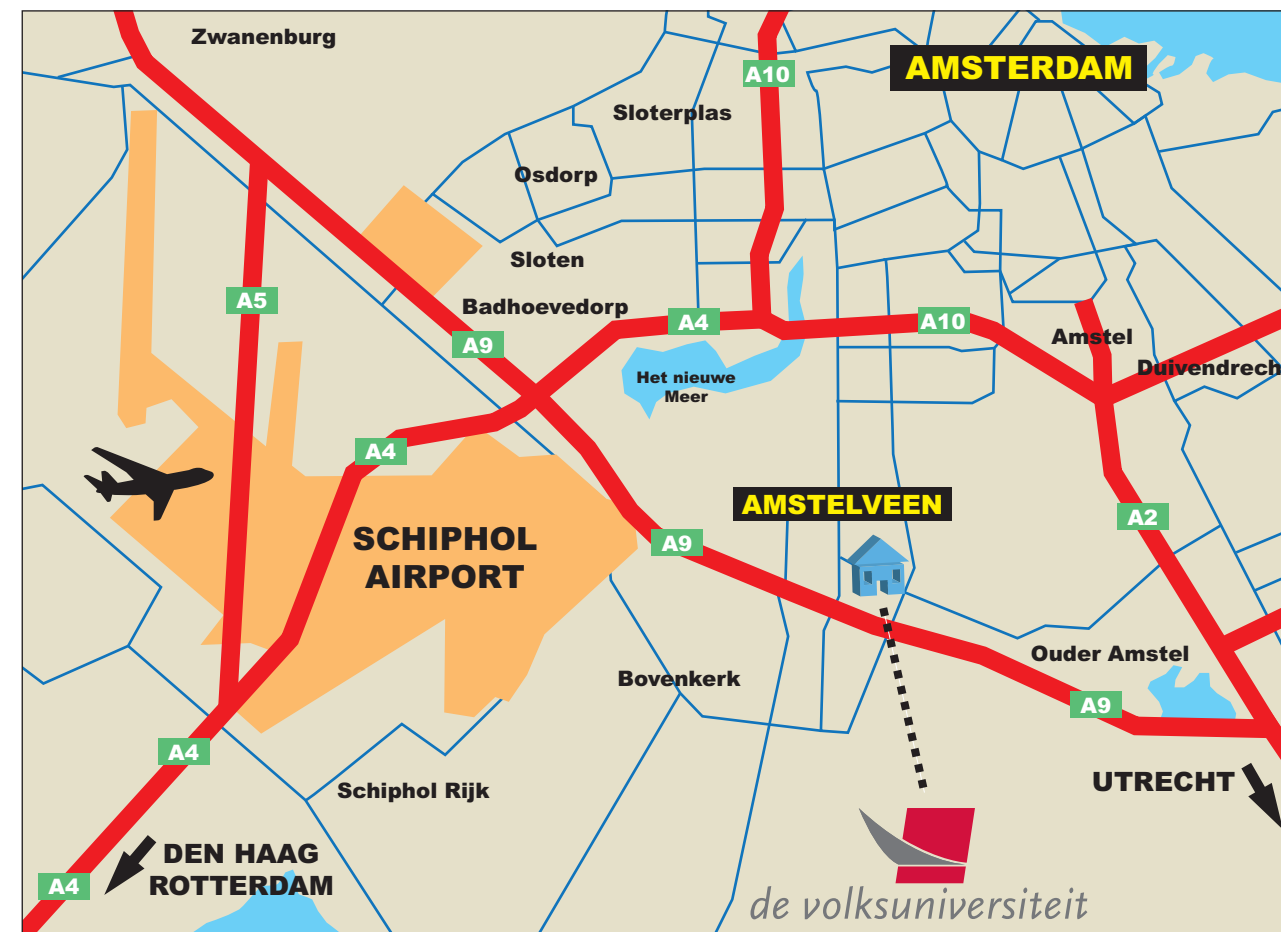 Zwanenburg
AMSTERDAM
A10
Sloterplas
Osdorp
Sloten
A5
Badhoevedorp
A4
A10
A9
Amstel
Duivendrech
Het nieuwe
Meer
A4
AMSTELVEEN
A2
SCHIPHOL
AIRPORT
A9
Ouder Amstel
Bovenkerk
A9
A4
UTRECHT
Schiphol Rijk
DEN HAAG
ROTTERDAM
A4
de volksuniversiteit